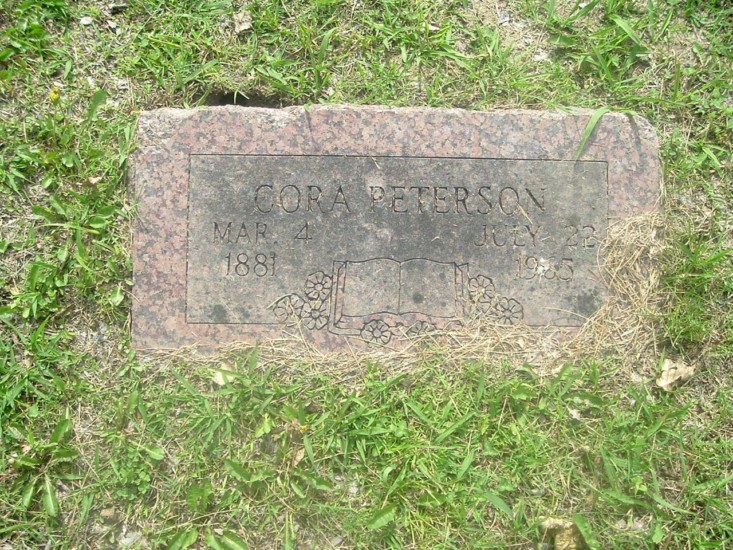 CORA PETERSON
MAR. 4 JULY 22
1881